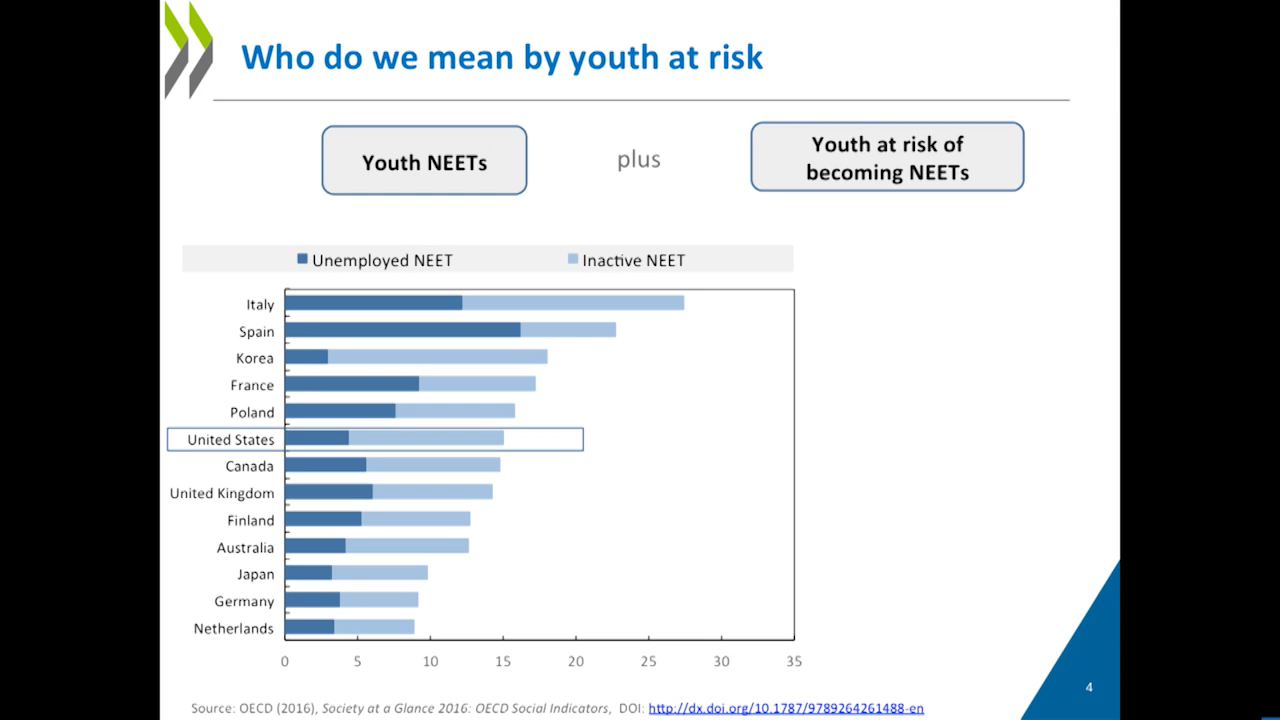 Who do we mean by youth at risk
Youth NEETs
plus
Youth at risk of
becoming NEETs
Unemployed NEET
Inactive NEET
Italy
Spain
Korea
France
Poland
United States
Canada
United Kingdom
Finland
Australia
Japan
Germany
Netherlands
0 5 10 15 20 25 30 35
4
Source: OECD (2016), Society at a Glance 2016: OECD Social Indicators, DOI: http://dx.doi.org/10.1787/9789264261488-en